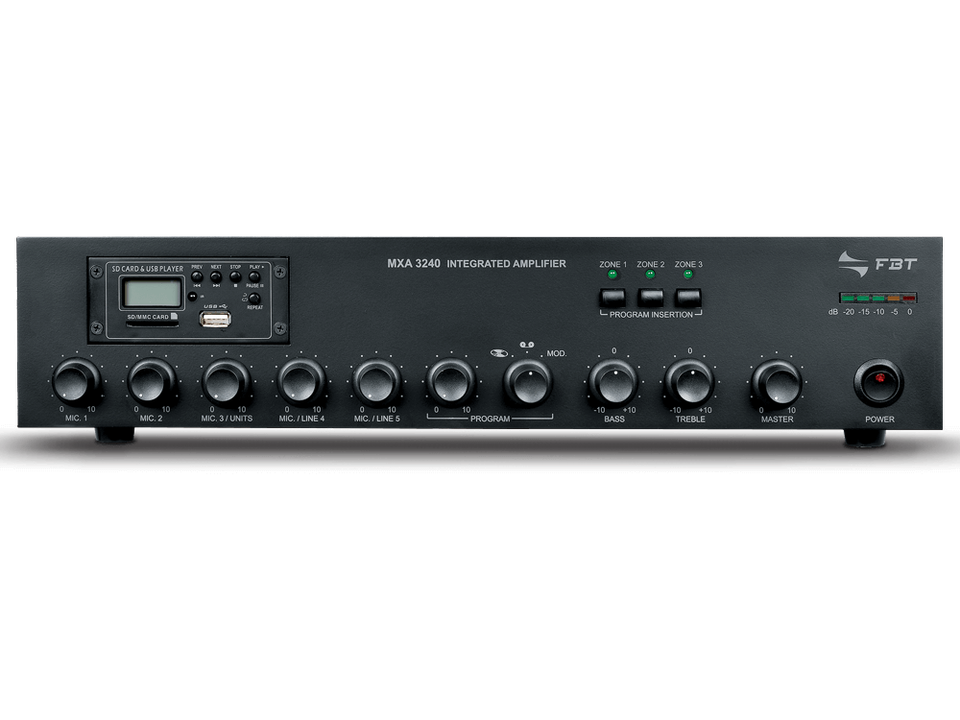 SD CARD & USB PLAYER
PREV. NEXT STOP PLAY
PAUSE
REPEAT
USB
SD/MMC CARD
MXA 3240 INTEGRATED AMPLIFIER
ZONE 1 ZONE 2 ZONE 3
PROGRAM INSERTION
FBT
dB -20 -15 -10 -5 0
MOD.
0 10
MIC. 1
0 10
MIC. 2
0 10
MIC. 3 / UNITS
0 10
MIC. / LINE 4
0 10
MIC. / LINE 5
0 10
PROGRAM
0
-10 +10
BASS
0
-10 +10
TREBLE
0 10
MASTER
POWER